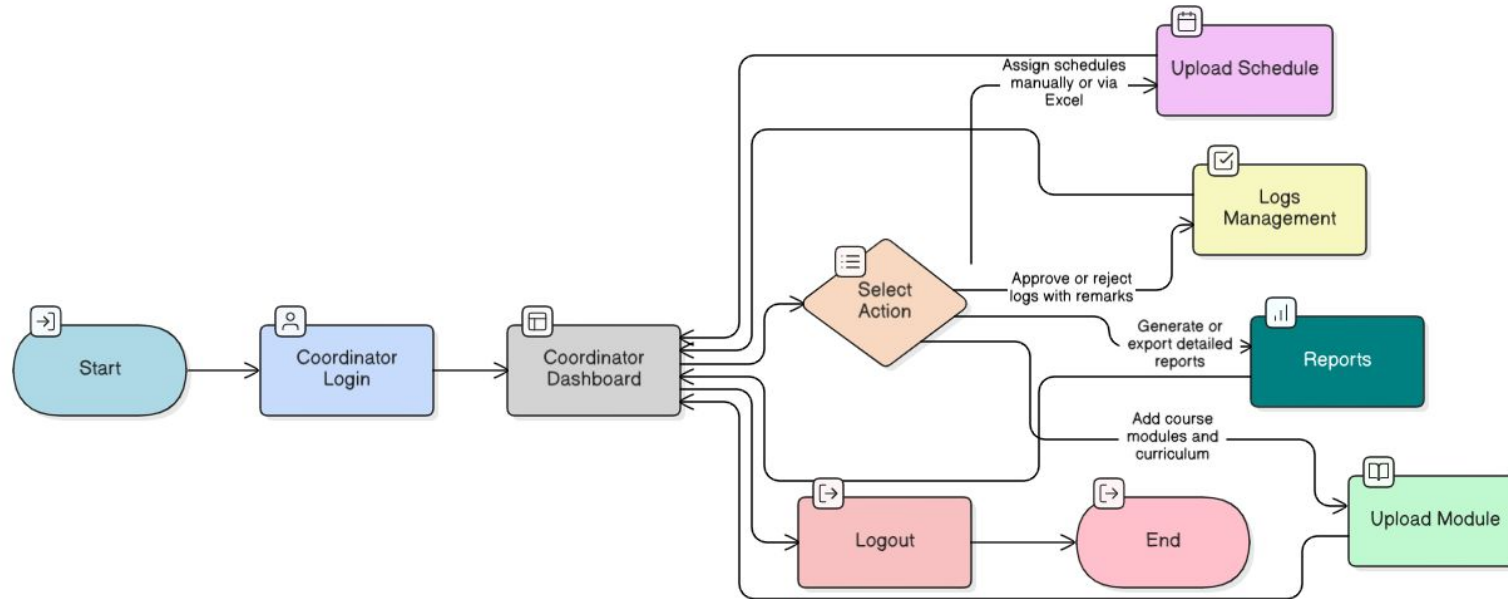 Upload Schedule
Assign schedules
manually or via
Excel
Logs
Management
Select
Action
Approve or reject
logs with remarks
Generate or
export detailed
reports
Reports
Start
Coordinator
Login
Coordinator
Dashboard
Add course
modules and
curriculum
Upload Module
Logout
End